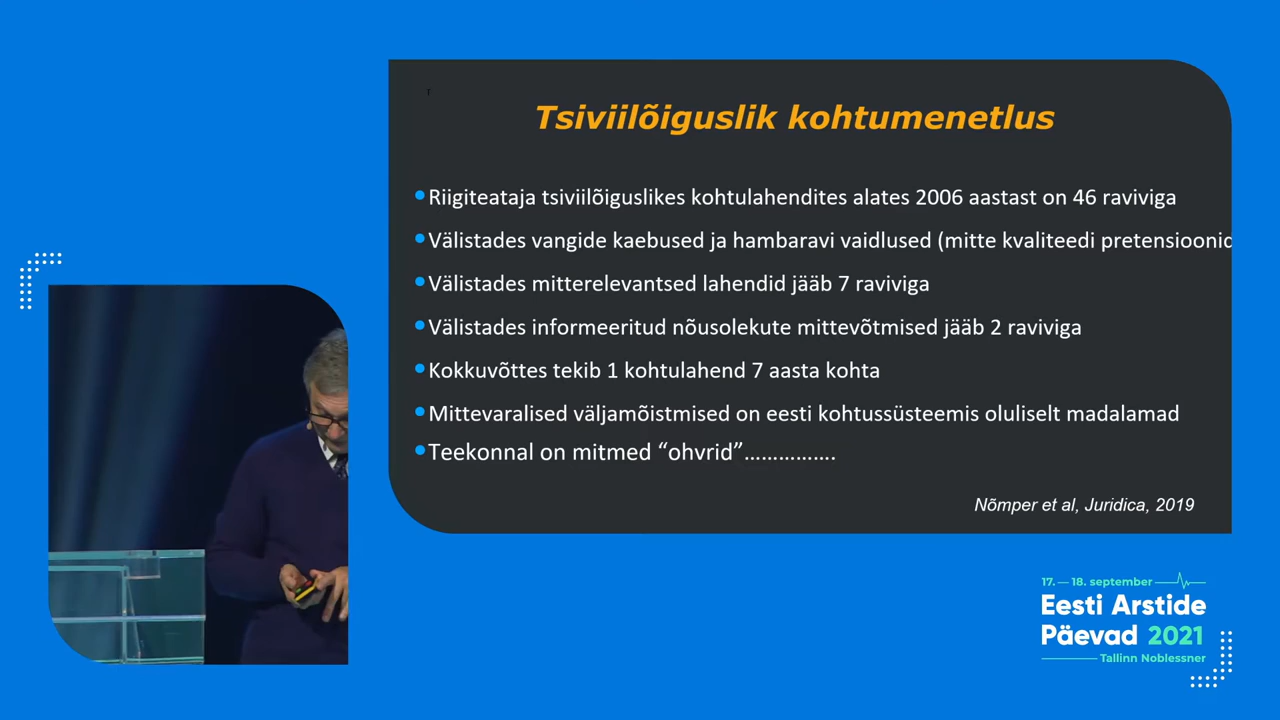 Tsiviilõiguslik kohtumenetlus
Riigiteataja tsiviilõiguslikes kohtulahendites alates 2006 aastast on 46 raviviga
Välistades vangide kaebused ja hambaravi vaidlused (mitte kvaliteedi pretensioonid
Välistades mitterelevantsed lahendid jääb 7 raviviga
Välistades informeeritud nõusolekute mittevõtmised jääb 2 raviviga
Kokkuvõttes tekib 1 kohtulahend 7 aasta kohta
Mittevaralised väljamõistmised on eesti kohtussüsteemis oluliselt madalamad
Teekonnal on mitmed “ohvrid”…………….
Nõmper et al, Juridica, 2019
17. — 18. september
Eesti Arstide
Päevad 2021
Tallinn Noblessner